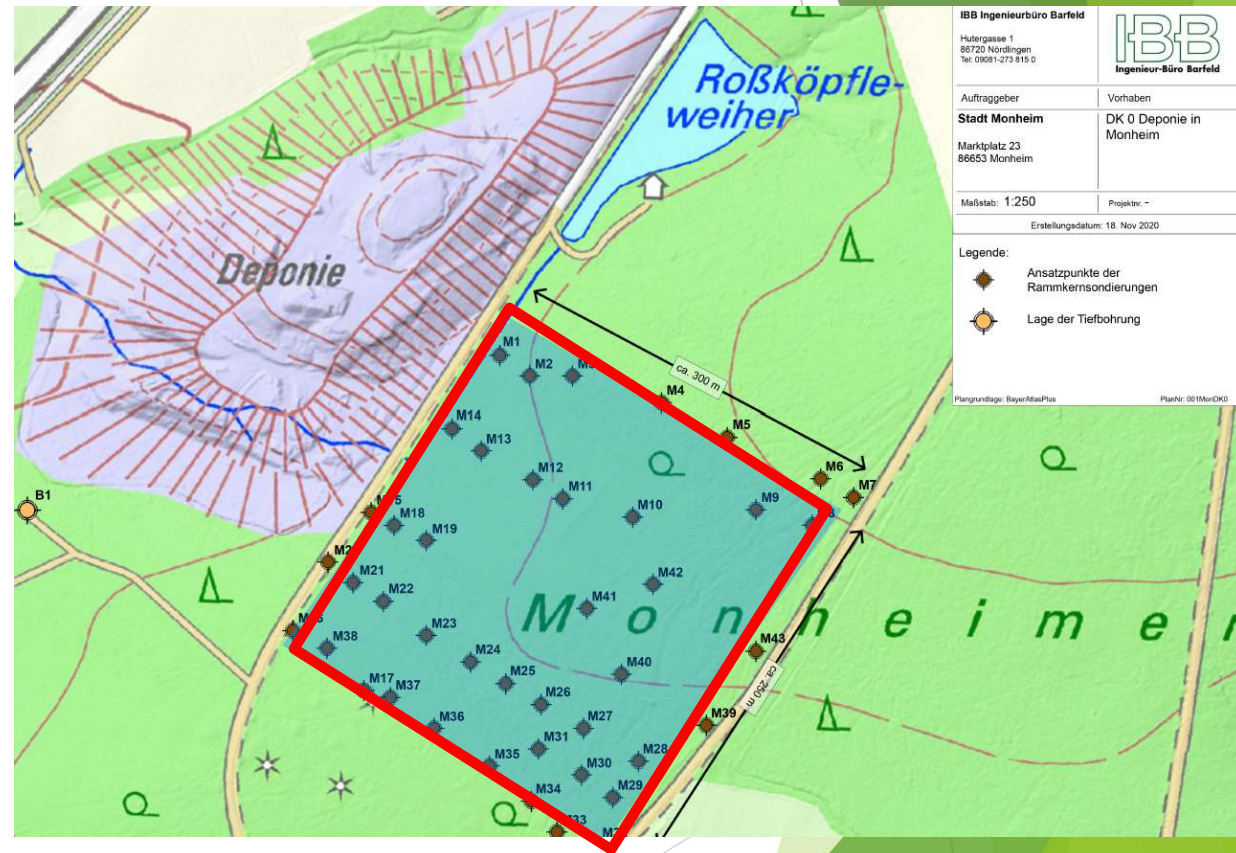 IBB Ingenieurbüro Barfeld
Hutergasse 1
86720 Nördlingen
Tel: 09081-273 815 0
IBB
Ingenieur-Büro Barfeld
Auftraggeber
Vorhaben
Stadt Monheim
DK 0 Deponie in
Monheim
Marktplatz 23
86653 Monheim
Maßstab: 1:250
Projektnr. -
Erstellungsdatum: 18. Nov 2020
Legende:
Ansatzpunkte der
Rammkernsondierungen
Lage der Tiefbohrung
Plangrundlage: BayerAtlasPlus
PlanNr: 001MonDK0
Roßköpfle-
weiher
Deponie
ca. 300 m
ca. 250 m
Monheimer
M1
M2
M4
M5
M6
M7
M14
M13
M12
M11
M10
M9
B1
M18
M19
M21
M22
M42
M41
M23
M38
M43
M24
M40
M25
M17
M37
M26
M39
M36
M27
M31
M28
M35
M30
M29
M34
M33